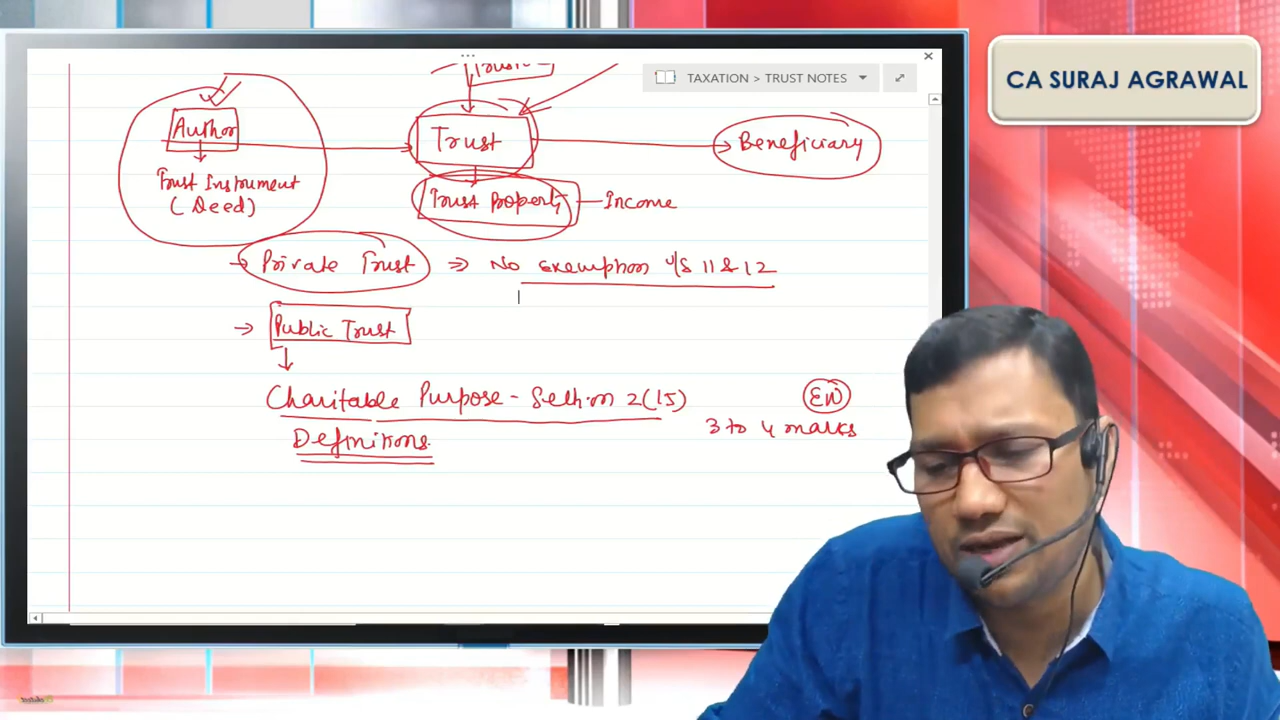 TAXATION > TRUST NOTES
CA SURAJ AGRAWAL
Author
Trust
Beneficiary
Trust Instrument
(Deed)
Trust Property
Income
Private Trust ⇒ No exemption u/s 11 & 12
Public Trust
Charitable Purpose - Section 2(15)
Definitions.
3 to 4 marks